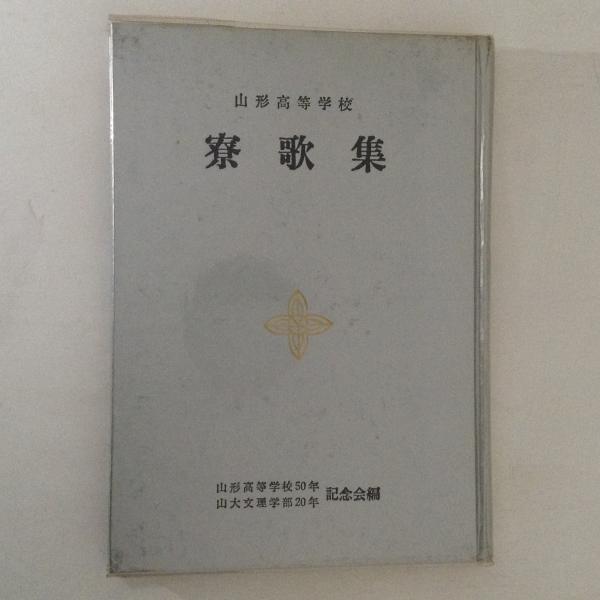 山形高等学校
寮歌集
山形高等学校50年
山大文理学部20年
記念会編